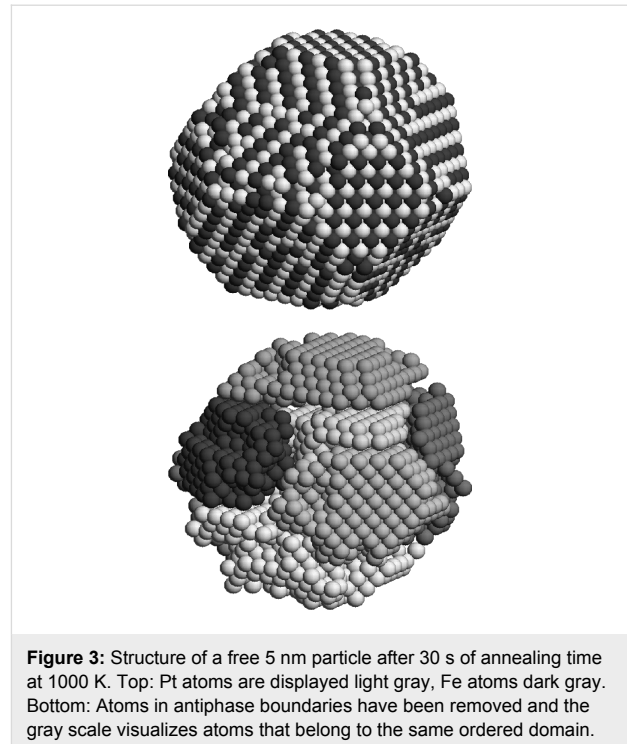 Figure 3: Structure of a free 5 nm particle after 30 s of annealing time
at 1000 K. Top: Pt atoms are displayed light gray, Fe atoms dark gray.
Bottom: Atoms in antiphase boundaries have been removed and the
gray scale visualizes atoms that belong to the same ordered domain.